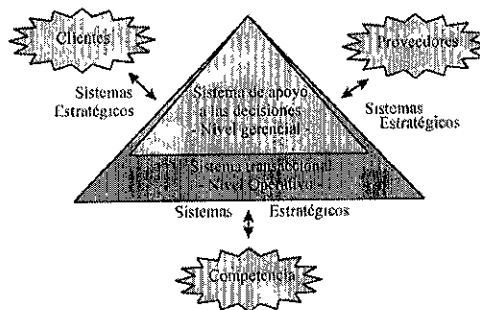 Clientes
Proveedores
Sistemas
Estratégicos
Sistema de apoyo
a las decisiones
- Nivel gerencial -
Sistemas
Estratégicos
Sistema transaccional
- Nivel Operativo -
Sistemas Estratégicos
Competencia